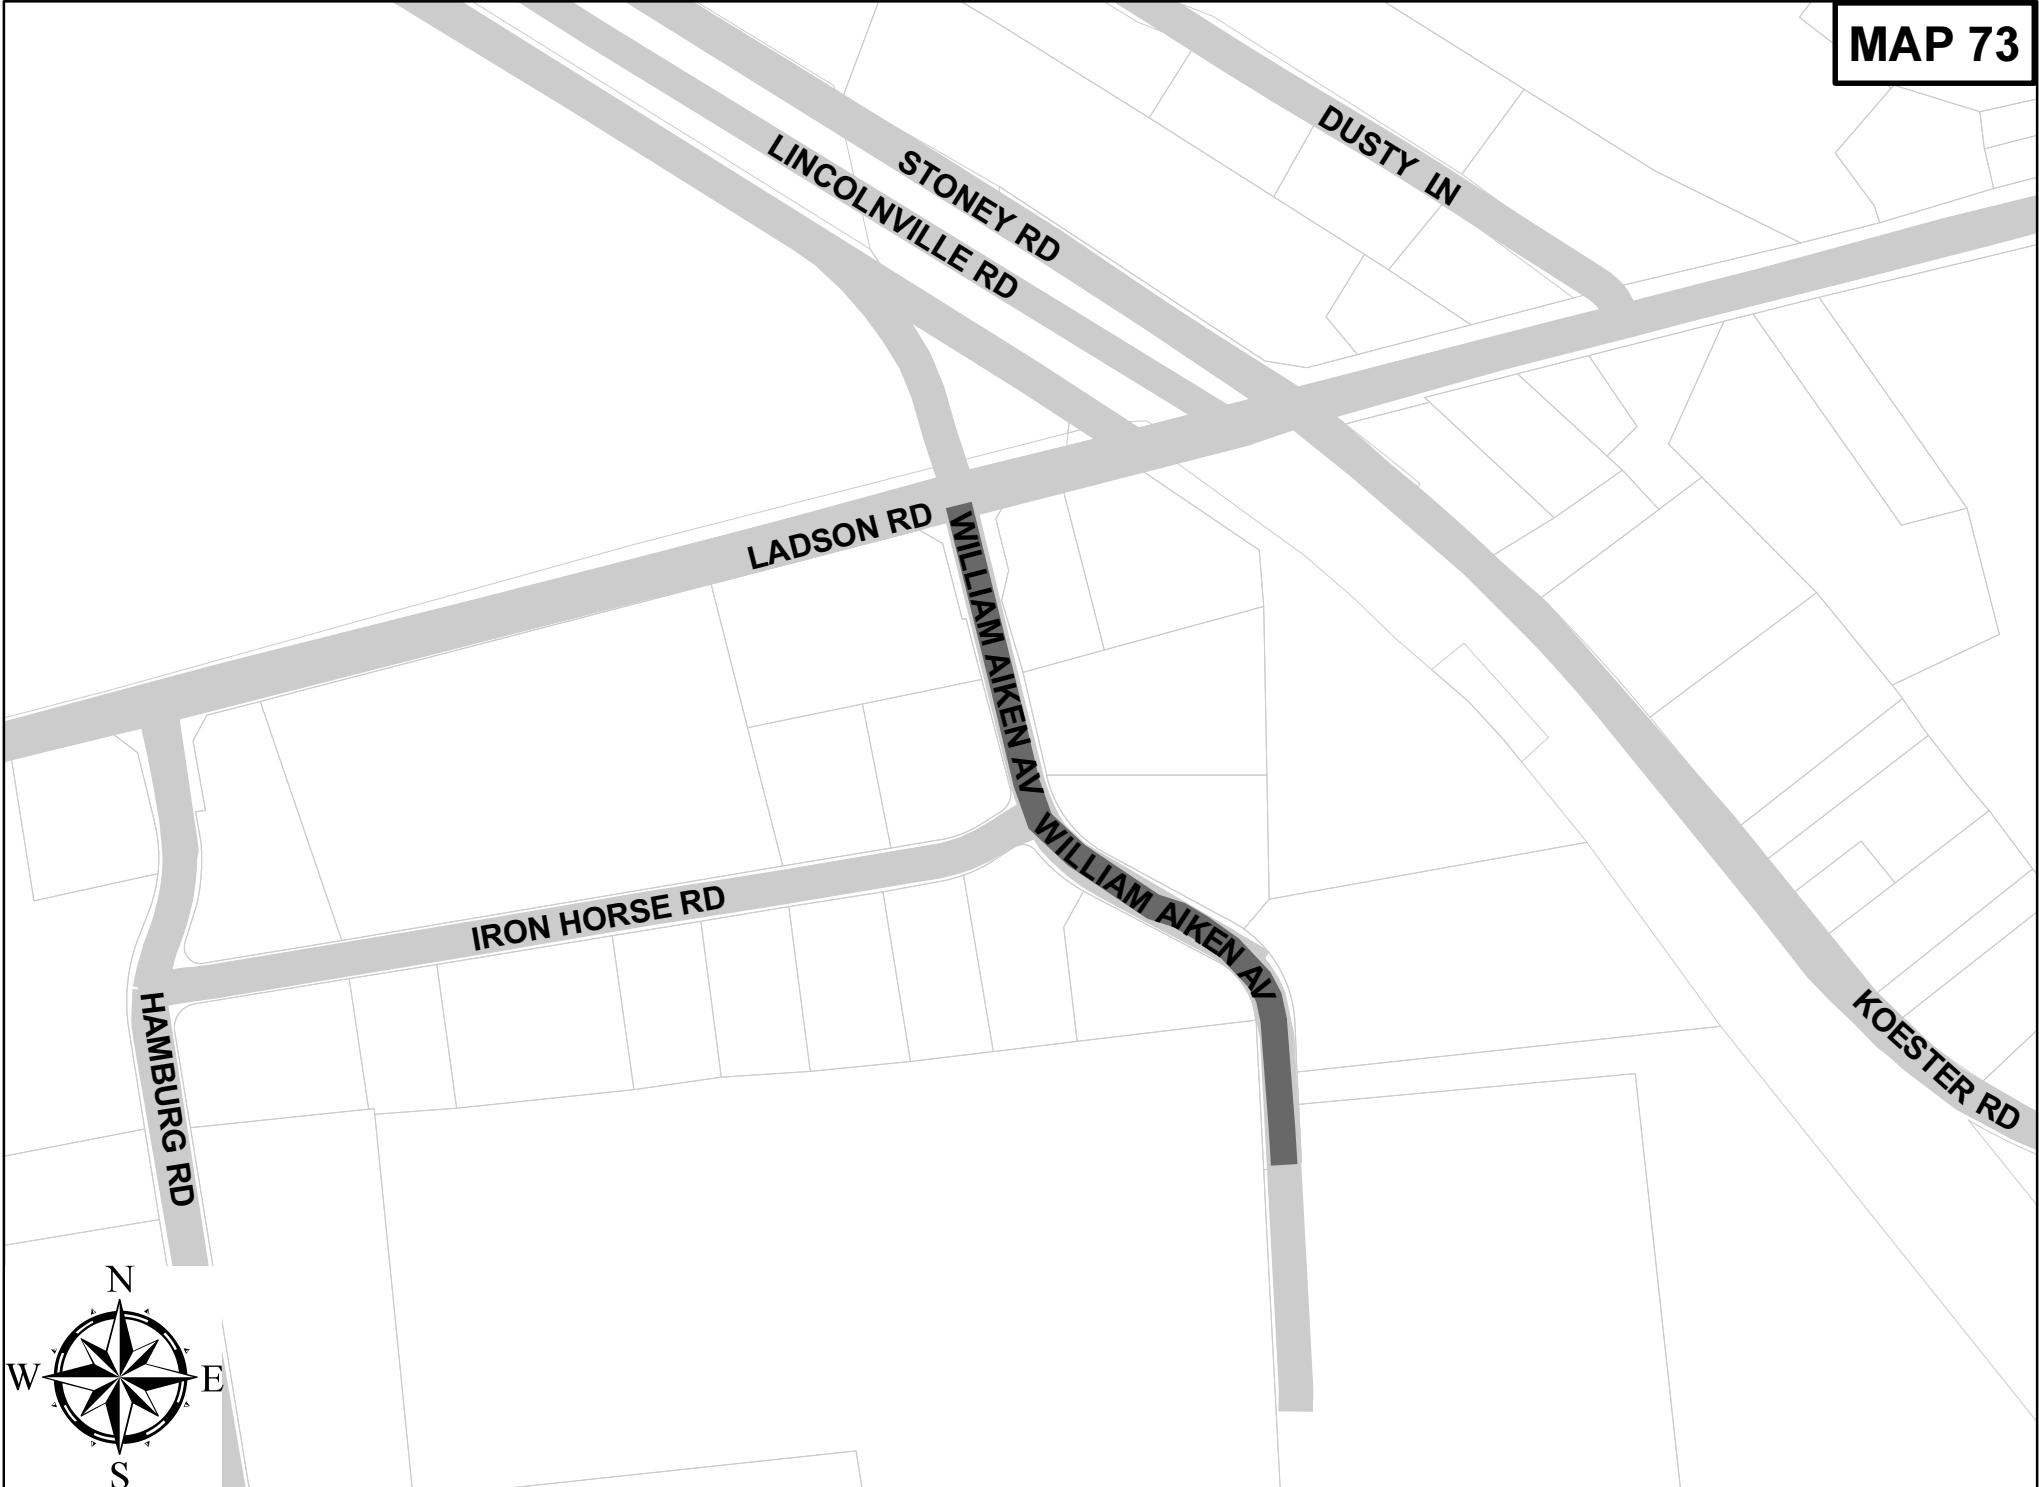 MAP 73
DUSTY LN
STONEY RD
LINCOLNVILLE RD
LADSON RD
WILLIAM AIKEN AV
WILLIAM AIKEN AV
IRON HORSE RD
HAMBURG RD
KOESTER RD
N
W E
S